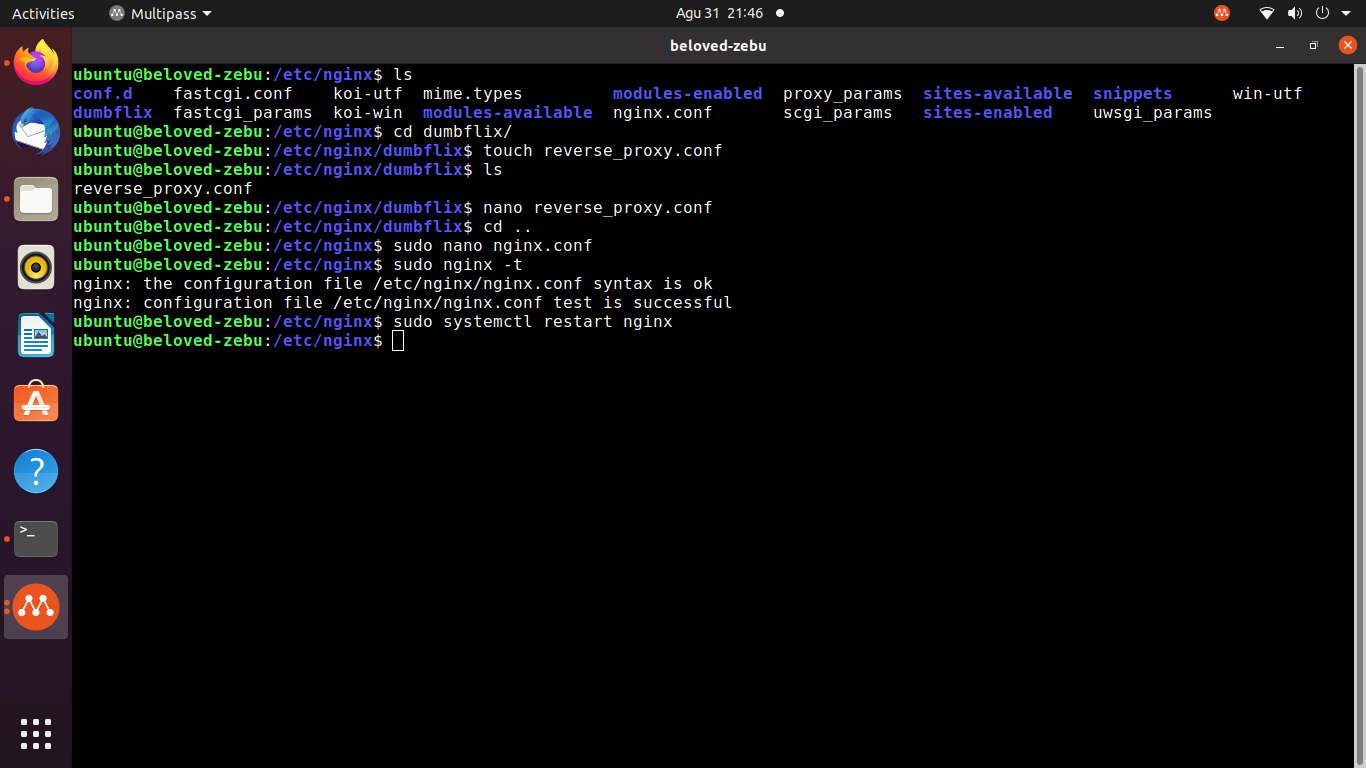 Activities Multipass Agu 31 21:46
beloved-zebu
ubuntu@beloved-zebu:/etc/nginx$ ls
conf.d fastcgi.conf koi-utf mime.types modules-enabled proxy_params sites-available snippets win-utf
dumbflix fastcgi_params koi-win modules-available nginx.conf scgi_params sites-enabled uwsgi_params
ubuntu@beloved-zebu:/etc/nginx$ cd dumbflix/
ubuntu@beloved-zebu:/etc/nginx/dumbflix$ touch reverse_proxy.conf
ubuntu@beloved-zebu:/etc/nginx/dumbflix$ ls
reverse_proxy.conf
ubuntu@beloved-zebu:/etc/nginx/dumbflix$ nano reverse_proxy.conf
ubuntu@beloved-zebu:/etc/nginx/dumbflix$ cd ..
ubuntu@beloved-zebu:/etc/nginx$ sudo nano nginx.conf
ubuntu@beloved-zebu:/etc/nginx$ sudo nginx -t
nginx: the configuration file /etc/nginx/nginx.conf syntax is ok
nginx: configuration file /etc/nginx/nginx.conf test is successful
ubuntu@beloved-zebu:/etc/nginx$ sudo systemctl restart nginx
ubuntu@beloved-zebu:/etc/nginx$